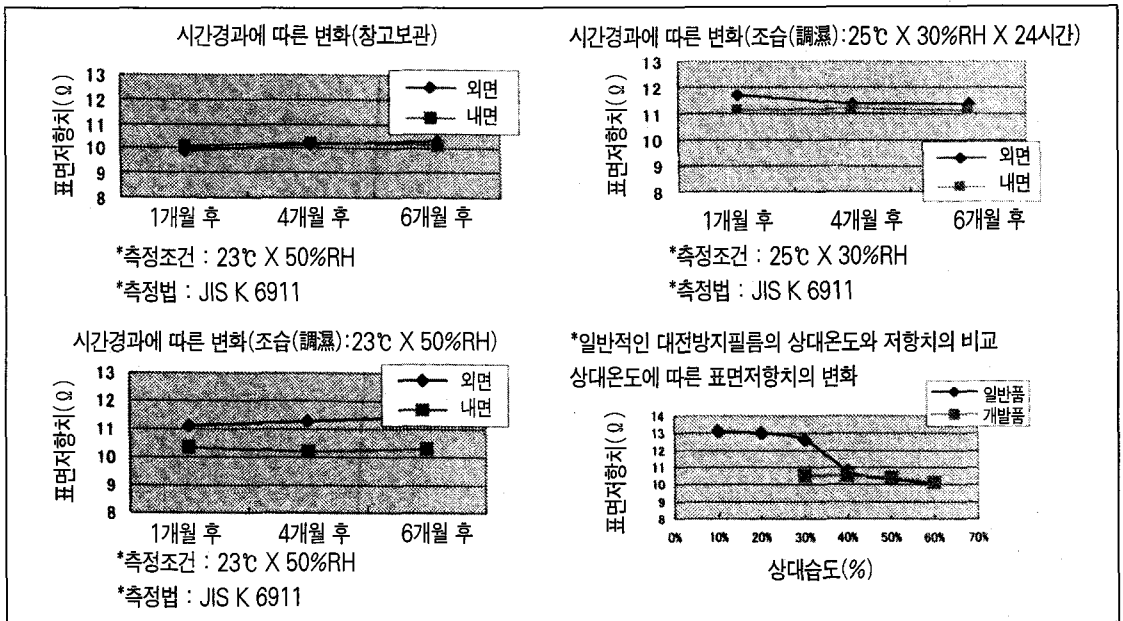 시간경과에 따른 변화(창고보관)
13
12
11
10
9
8
표면저항치(Ω)
외면
내면
1개월 후 4개월 후 6개월 후
*측정조건 : 23℃ X 50%RH
*측정법 : JIS K 6911
시간경과에 따른 변화(조습(調濕):25℃ X 30%RH X 24시간)
13
12
11
10
9
8
표면저항치(Ω)
외면
내면
1개월 후 4개월 후 6개월 후
*측정조건 : 25℃ X 30%RH
*측정법 : JIS K 6911
시간경과에 따른 변화(조습(調濕):23℃ X 50%RH)
13
12
11
10
9
8
표면저항치(Ω)
외면
내면
1개월 후 4개월 후 6개월 후
*측정조건 : 23℃ X 50%RH
*측정법 : JIS K 6911
*일반적인 대전방지필름의 상대온도와 저항치의 비교
상대온도에 따른 표면저항치의 변화
일반품
개발품
14
13
12
11
10
9
8
표면저항치(Ω)
0% 10% 20% 30% 40% 50% 60% 70%
상대습도(%)